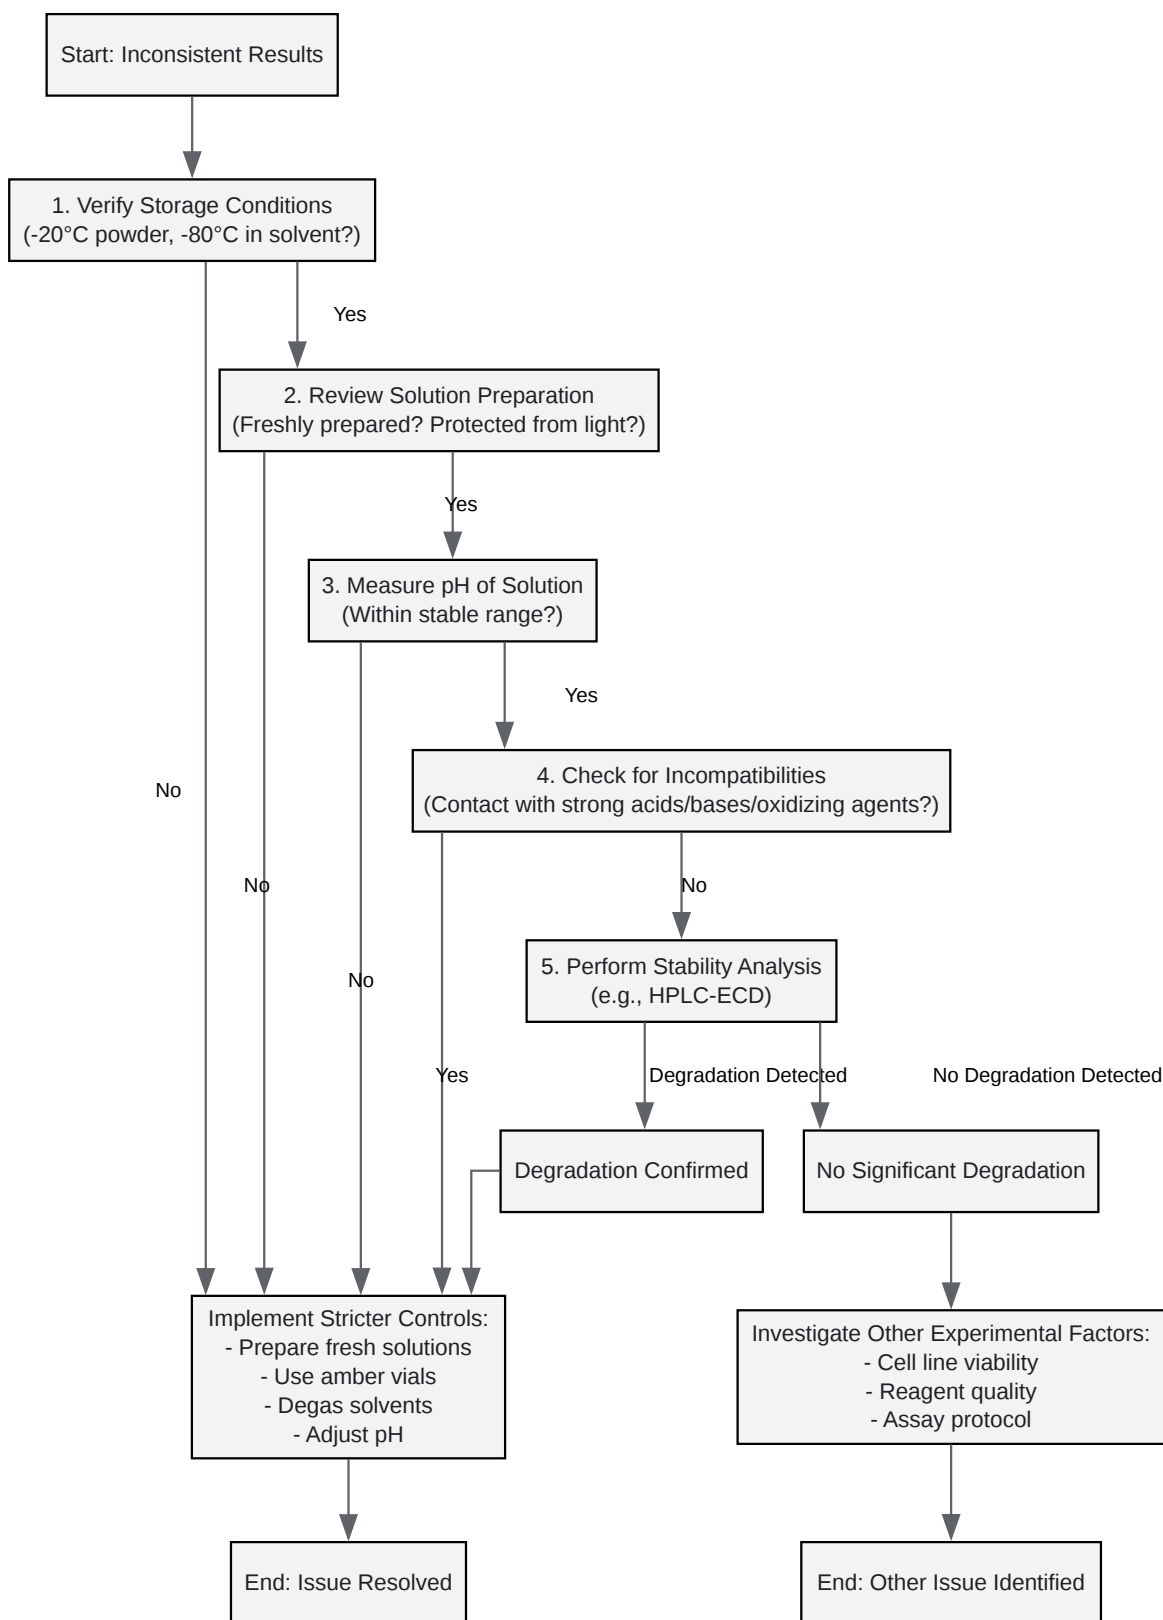 Start: Inconsistent Results
1. Verify Storage Conditions
(-20°C powder, -80°C in solvent?)
Yes
2. Review Solution Preparation
(Freshly prepared? Protected from light?)
Yes
3. Measure pH of Solution
(Within stable range?)
Yes
4. Check for Incompatibilities
(Contact with strong acids/bases/oxidizing agents?)
No
No
No
5. Perform Stability Analysis
(e.g., HPLC-ECD)
No
Yes
Degradation Detected
No Degradation Detected
Degradation Confirmed
No Significant Degradation
Implement Stricter Controls:
- Prepare fresh solutions
- Use amber vials
- Degas solvents
- Adjust pH
Investigate Other Experimental Factors:
- Cell line viability
- Reagent quality
- Assay protocol
End: Issue Resolved
End: Other Issue Identified